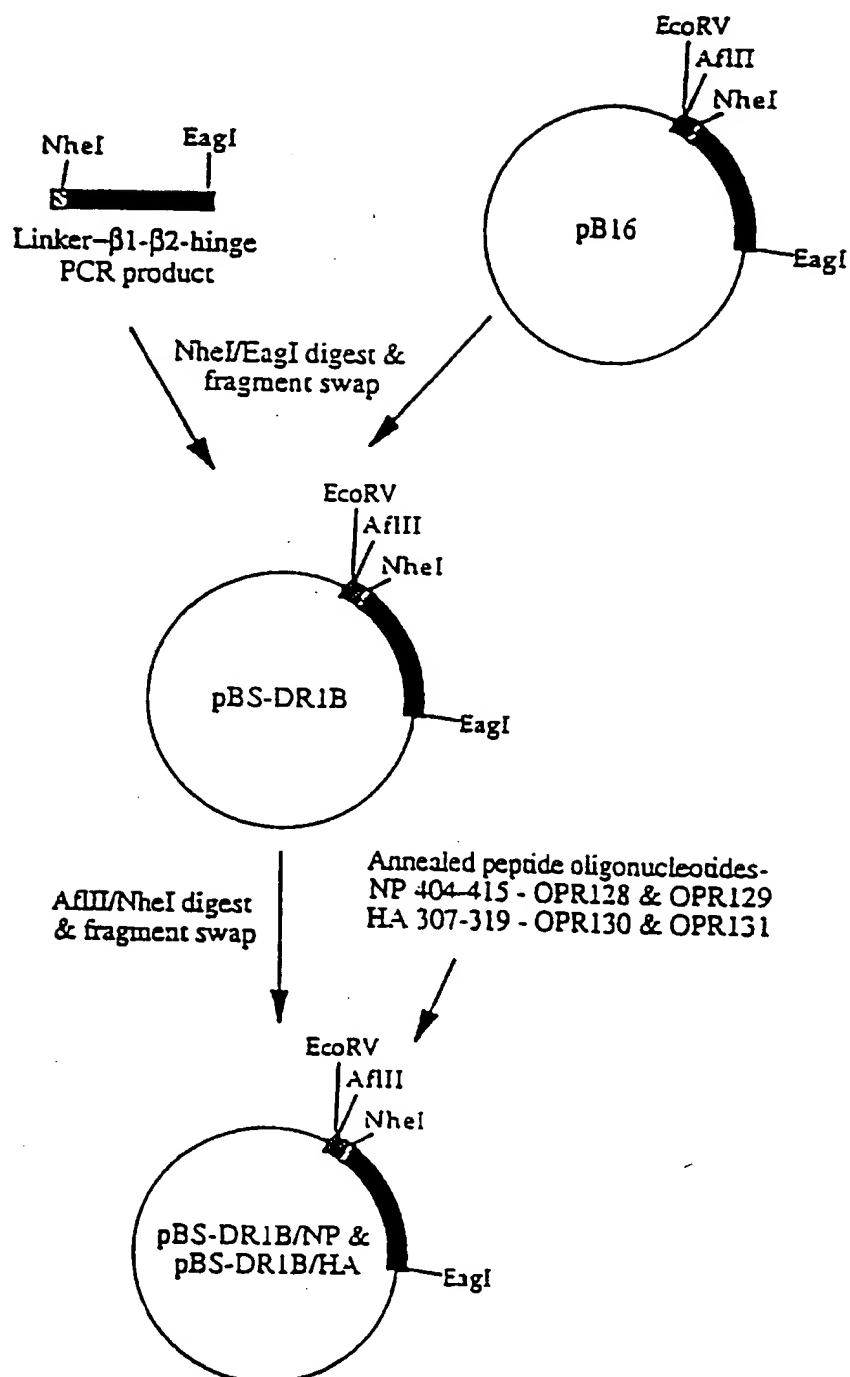 EcoRV
AflII
NheI
pB16
EagI
NheI
EagI
S
Linker-β1-β2-hinge
PCR product
NheI/EagI digest &
fragment swap
EcoRV
AflII
NheI
pBS-DR1B
EagI
AflII/NheI digest
& fragment swap
Annealed peptide oligonucleotides-
NP 404-415 - OPR128 & OPR129
HA 307-319 - OPR130 & OPR131
EcoRV
AflII
NheI
pBS-DR1B/NP &
pBS-DR1B/HA
EagI